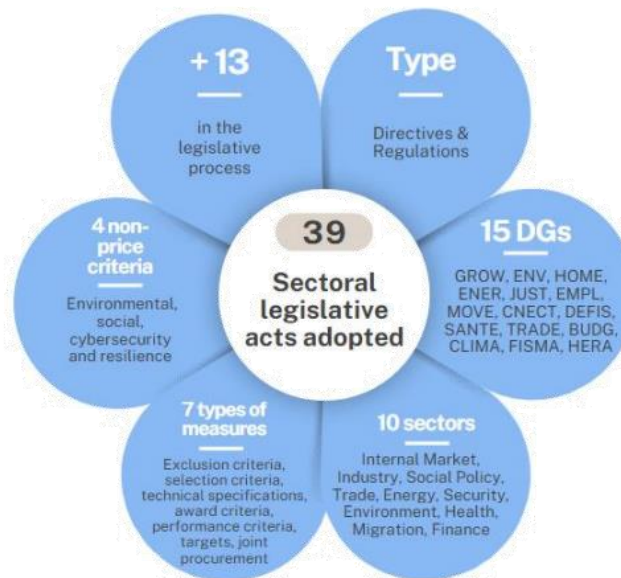 + 13
in the
legislative
process
Type
Directives &
Regulations
4 non-
price
criteria
Environmental,
social,
cybersecurity
and resilience
39
Sectoral
legislative
acts adopted
15 DGs
GROW, ENV, HOME,
ENER, JUST, EMPL,
MOVE, CNECT, DEFIS,
SANTE, TRADE, BUDG,
CLIMA, FISMA, HERA
7 types of
measures
Exclusion criteria,
selection criteria,
technical specifications,
award criteria,
performance criteria,
targets, joint
procurement
10 sectors
Internal Market,
Industry, Social Policy,
Trade, Energy, Security,
Environment, Health,
Migration, Finance